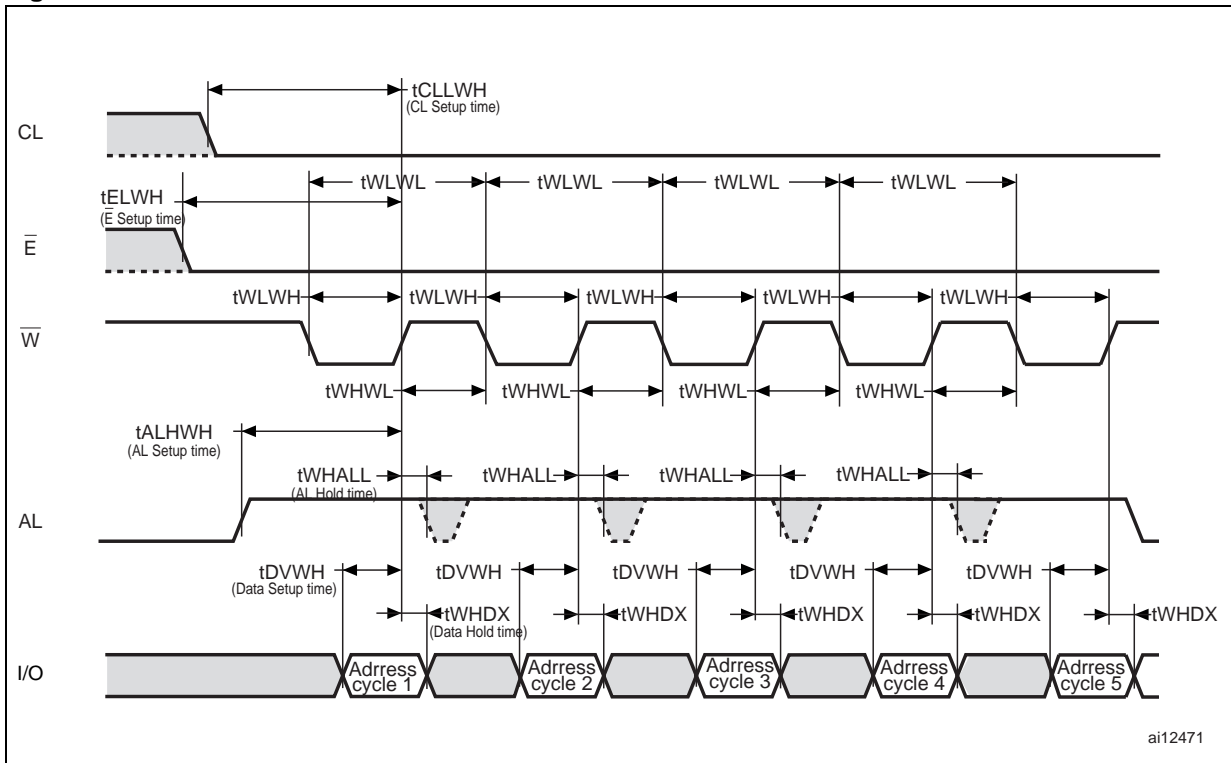 tCLLWH
(CL Setup time)
CL
tWLWL tWLWL tWLWL tWLWL
tELWH
(E̅ Setup time)
E̅
tWLWH tWLWH tWLWH tWLWH tWLWH
W̅
tWHWL tWHWL tWHWL tWHWL
tALHWH
(AL Setup time)
tWHALL tWHALL tWHALL tWHALL
(AL Hold time)
AL
tDVWH tDVWH tDVWH tDVWH tDVWH
(Data Setup time)
tWHDX tWHDX tWHDX tWHDX tWHDX
(Data Hold time)
I/O
Adrress cycle 1
Adrress cycle 2
Adrress cycle 3
Adrress cycle 4
Adrress cycle 5
ai12471